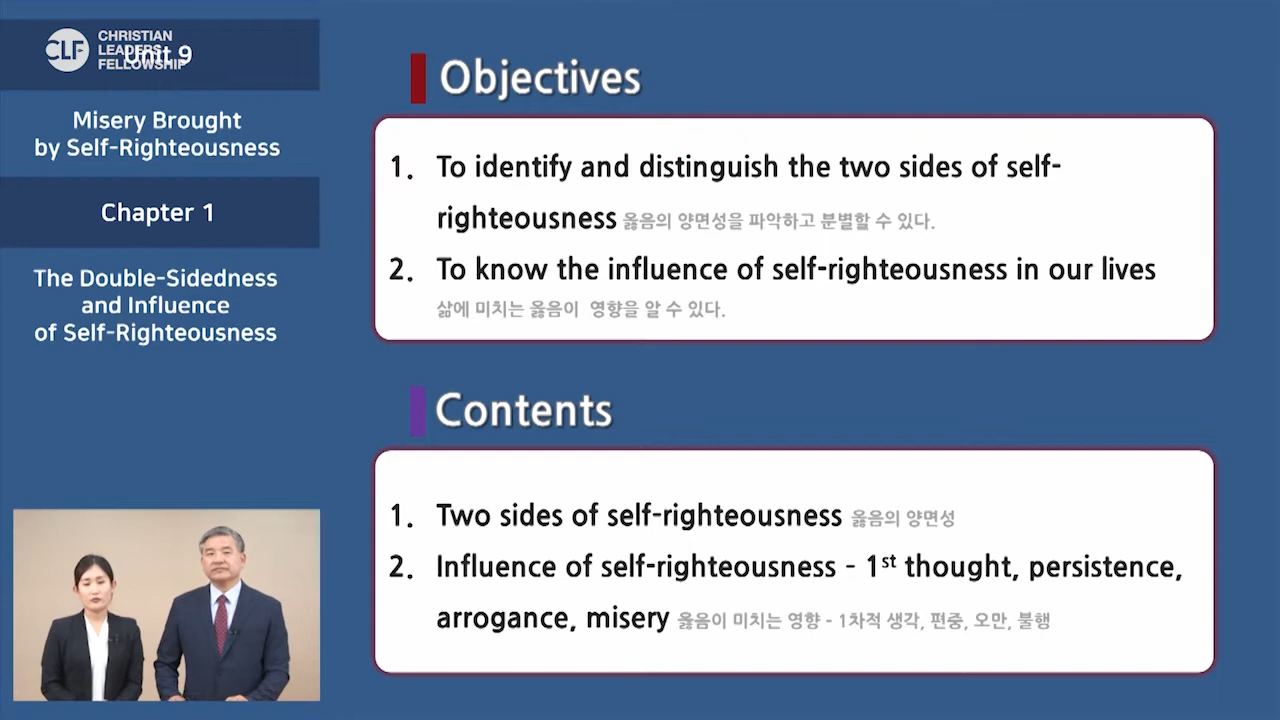 CLF
CHRISTIAN
LEADERS
FELLOWSHIP
Unit 9
Misery Brought
by Self-Righteousness
Chapter 1
The Double-Sidedness
and Influence
of Self-Righteousness
Objectives
1. To identify and distinguish the two sides of self-
righteousness 옳음의 양면성을 파악하고 분별할 수 있다.
2. To know the influence of self-righteousness in our lives
삶에 미치는 옳음이 영향을 알 수 있다.
Contents
1. Two sides of self-righteousness 옳음의 양면성
2. Influence of self-righteousness - 1st thought, persistence,
arrogance, misery 옳음이 미치는 영향 - 1차적 생각, 편중, 오만, 불행